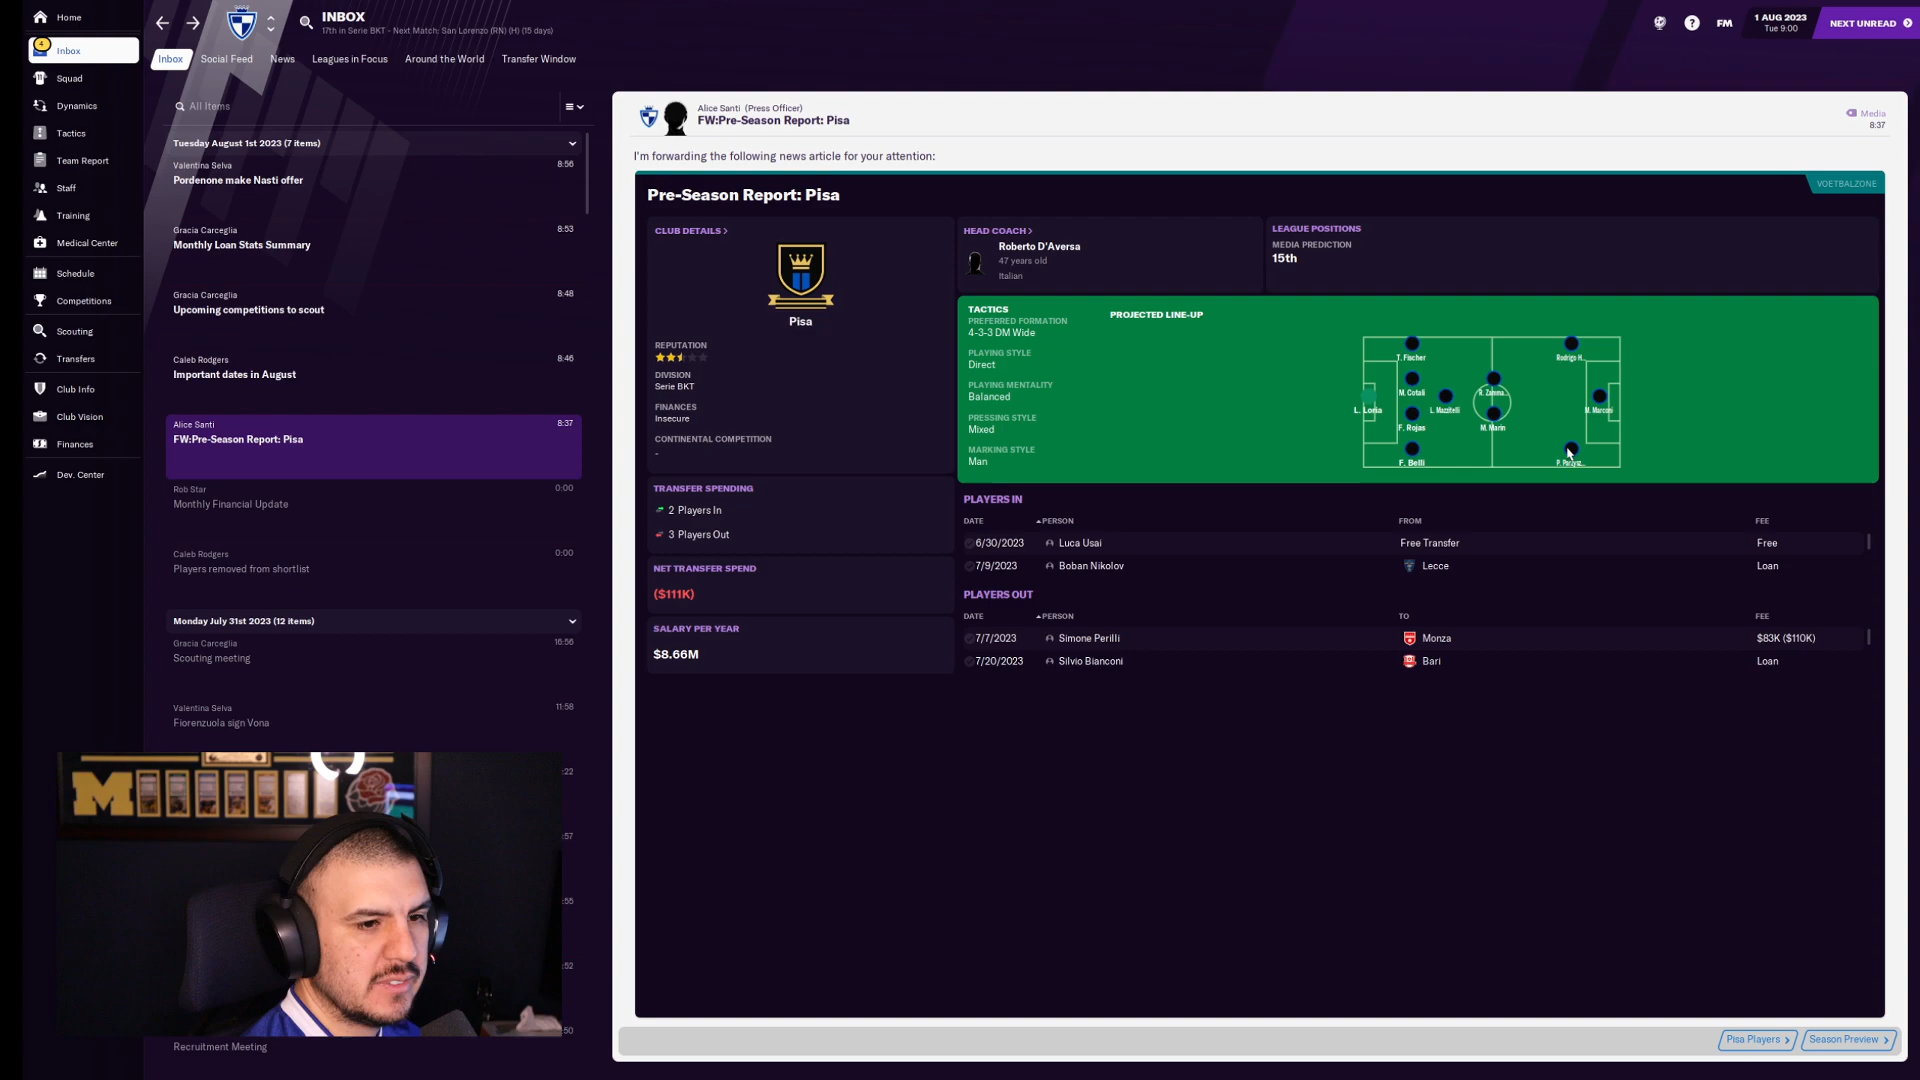 Home
4
Inbox
Squad
Dynamics
Tactics
Team Report
Staff
Training
Medical Center
Schedule
Competitions
Scouting
Transfers
Club Info
Club Vision
Finances
Dev. Center
INBOX
17th in Serie BKT - Next Match: San Lorenzo (RN) (H) (15 days)
FM
1 AUG 2023
Tue 9:00
NEXT UNREAD
Inbox
Social Feed
News
Leagues in Focus
Around the World
Transfer Window
All Items
Tuesday August 1st 2023 (7 items)
Valentina Selva 8:56
Pordenone make Nasti offer
Gracia Carceglia 8:53
Monthly Loan Stats Summary
Gracia Carceglia 8:48
Upcoming competitions to scout
Caleb Rodgers 8:46
Important dates in August
Alice Santi 8:37
FW:Pre-Season Report: Pisa
Rob Star 0:00
Monthly Financial Update
Caleb Rodgers 0:00
Players removed from shortlist
Monday July 31st 2023 (12 items)
Gracia Carceglia 16:56
Scouting meeting
Valentina Selva 11:58
Fiorenzuola sign Vona
:22
:57
:55
:52
:50
Recruitment Meeting
M
Alice Santi (Press Officer)
FW:Pre-Season Report: Pisa
Media
8:37
I'm forwarding the following news article for your attention:
Pre-Season Report: Pisa
VOETBALZONE
CLUB DETAILS >
Pisa
REPUTATION
DIVISION
Serie BKT
FINANCES
Insecure
CONTINENTAL COMPETITION
-
TRANSFER SPENDING
2 Players In
3 Players Out
NET TRANSFER SPEND
($111K)
SALARY PER YEAR
$8.66M
HEAD COACH >
Roberto D'Aversa
47 years old
Italian
LEAGUE POSITIONS
MEDIA PREDICTION
15th
TACTICS
PREFERRED FORMATION
4-3-3 DM Wide
PLAYING STYLE
Direct
PLAYING MENTALITY
Balanced
PRESSING STYLE
Mixed
MARKING STYLE
Man
PROJECTED LINE-UP
T. Fischer
Rodrigo H...
M. Cotali
R. Zamma...
L. Loria
L. Mazzitelli
M. Marconi
F. Rojas
M. Marin
F. Belli
PLAYERS IN
DATE PERSON FROM FEE
6/30/2023 Luca Usai Free Transfer Free
7/9/2023 Boban Nikolov Lecce Loan
PLAYERS OUT
DATE PERSON TO FEE
7/7/2023 Simone Perilli Monza $83K ($110K)
7/20/2023 Silvio Bianconi Bari Loan
Pisa Players >
Season Preview >